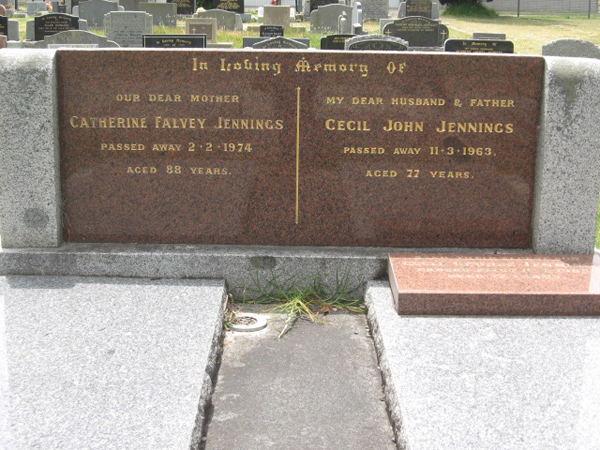 In Loving Memory Of
OUR DEAR MOTHER
CATHERINE FALVEY JENNINGS
PASSED AWAY 2·2·1974
AGED 88 YEARS.
MY DEAR HUSBAND & FATHER
CECIL JOHN JENNINGS
PASSED AWAY 11·3·1963,
AGED 77 YEARS.